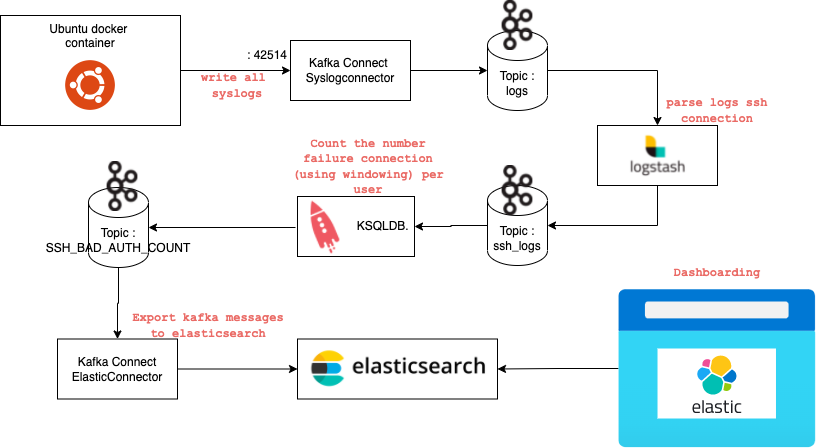 Ubuntu docker
container
: 42514
write all
syslogs
Kafka Connect
Syslogconnector
Topic :
logs
parse logs ssh
connection
logstash
Count the number
failure connection
(using windowing) per
user
KSQLDB.
Topic :
ssh_logs
Topic :
SSH_BAD_AUTH_COUNT
Export kafka messages
to elasticsearch
Kafka Connect
ElasticConnector
elasticsearch
Dashboarding
elastic